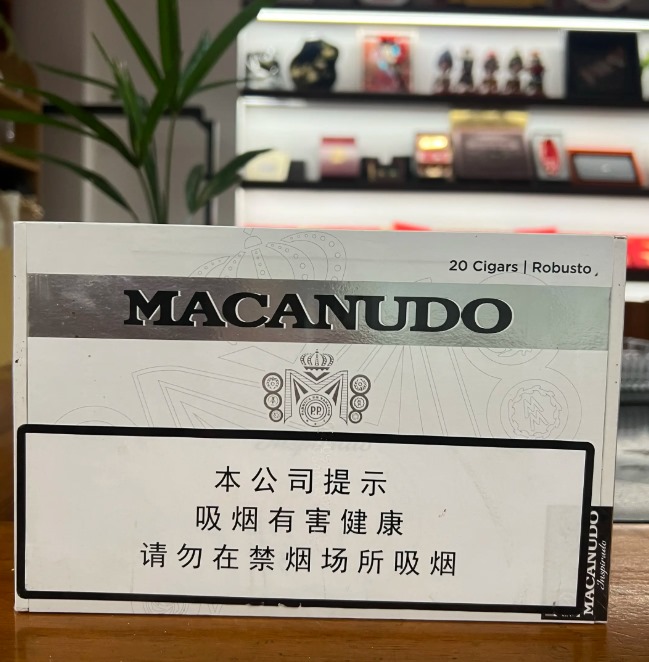 20 Cigars | Robusto
MACANUDO
P.P
本公司提示
吸烟有害健康
请勿在禁烟场所吸烟
MACANUDO
Inspirado